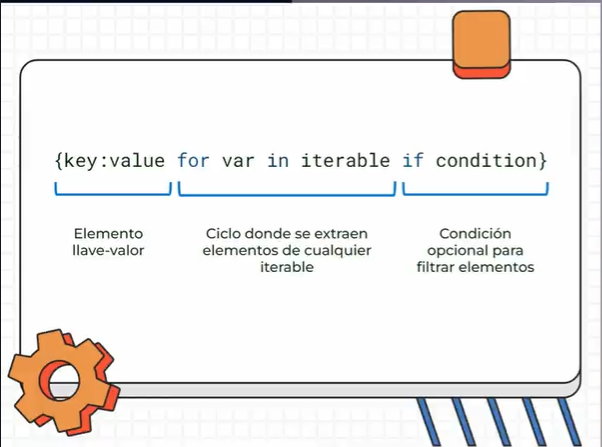 {key:value for var in iterable if condition}
Elemento
llave-valor
Ciclo donde se extraen
elementos de cualquier
iterable
Condición
opcional para
filtrar elementos